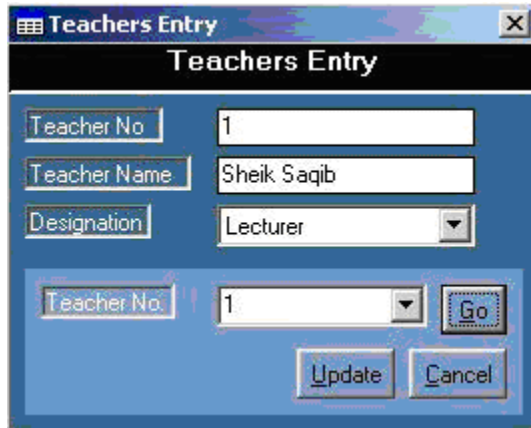 Teachers Entry
Teachers Entry
Teacher No 1
Teacher Name Sheik Saqib
Designation Lecturer
Teacher No. 1 Go
Update Cancel